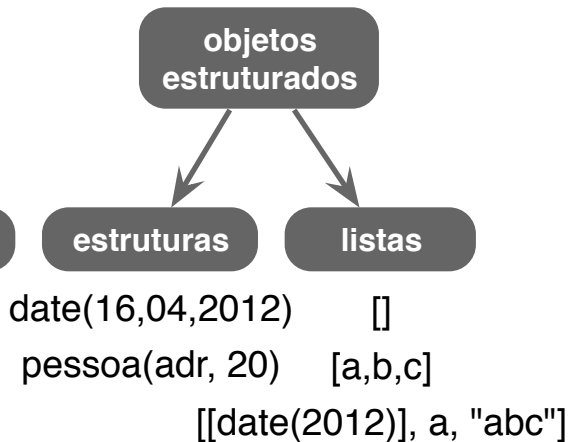 objetos
estruturados
estruturas
listas
date(16,04,2012)
[]
pessoa(adr, 20)
[a,b,c]
[[date(2012)], a, "abc"]